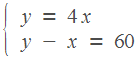 y = 4x
y − x = 60